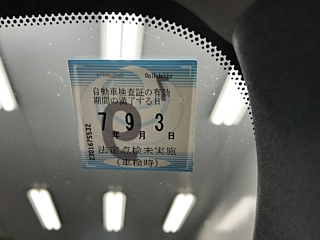 自動車検査証の有効
期間の満了する日
7 9 3
年 月 日
法定点検未実施
(車検時)
2301675532